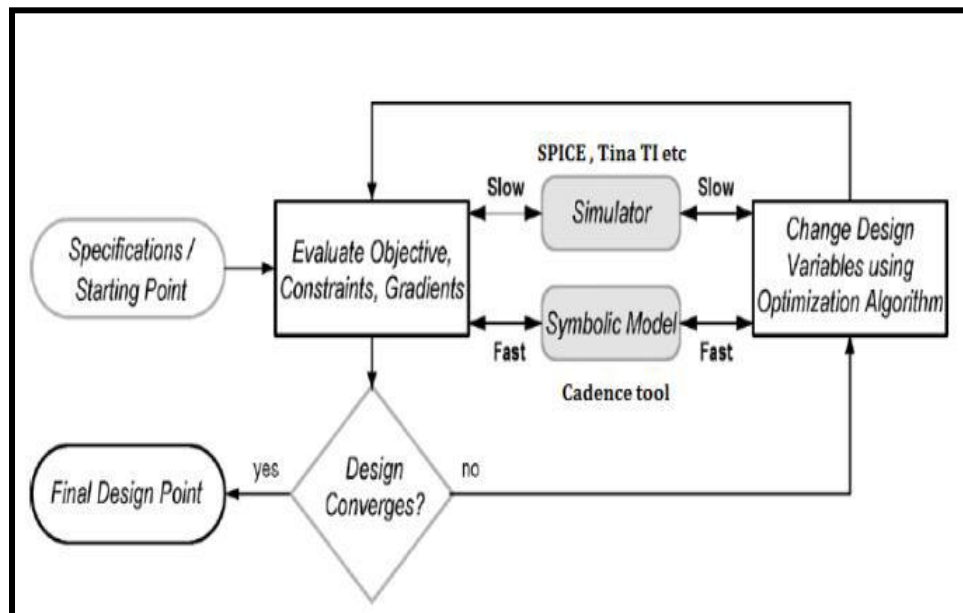 SPICE , Tina TI etc
Slow
Slow
Simulator
Specifications /
Starting Point
Evaluate Objective,
Constraints, Gradients
Change Design
Variables using
Optimization Algorithm
Symbolic Model
Fast
Fast
Cadence tool
Final Design Point
yes
Design
Converges?
no